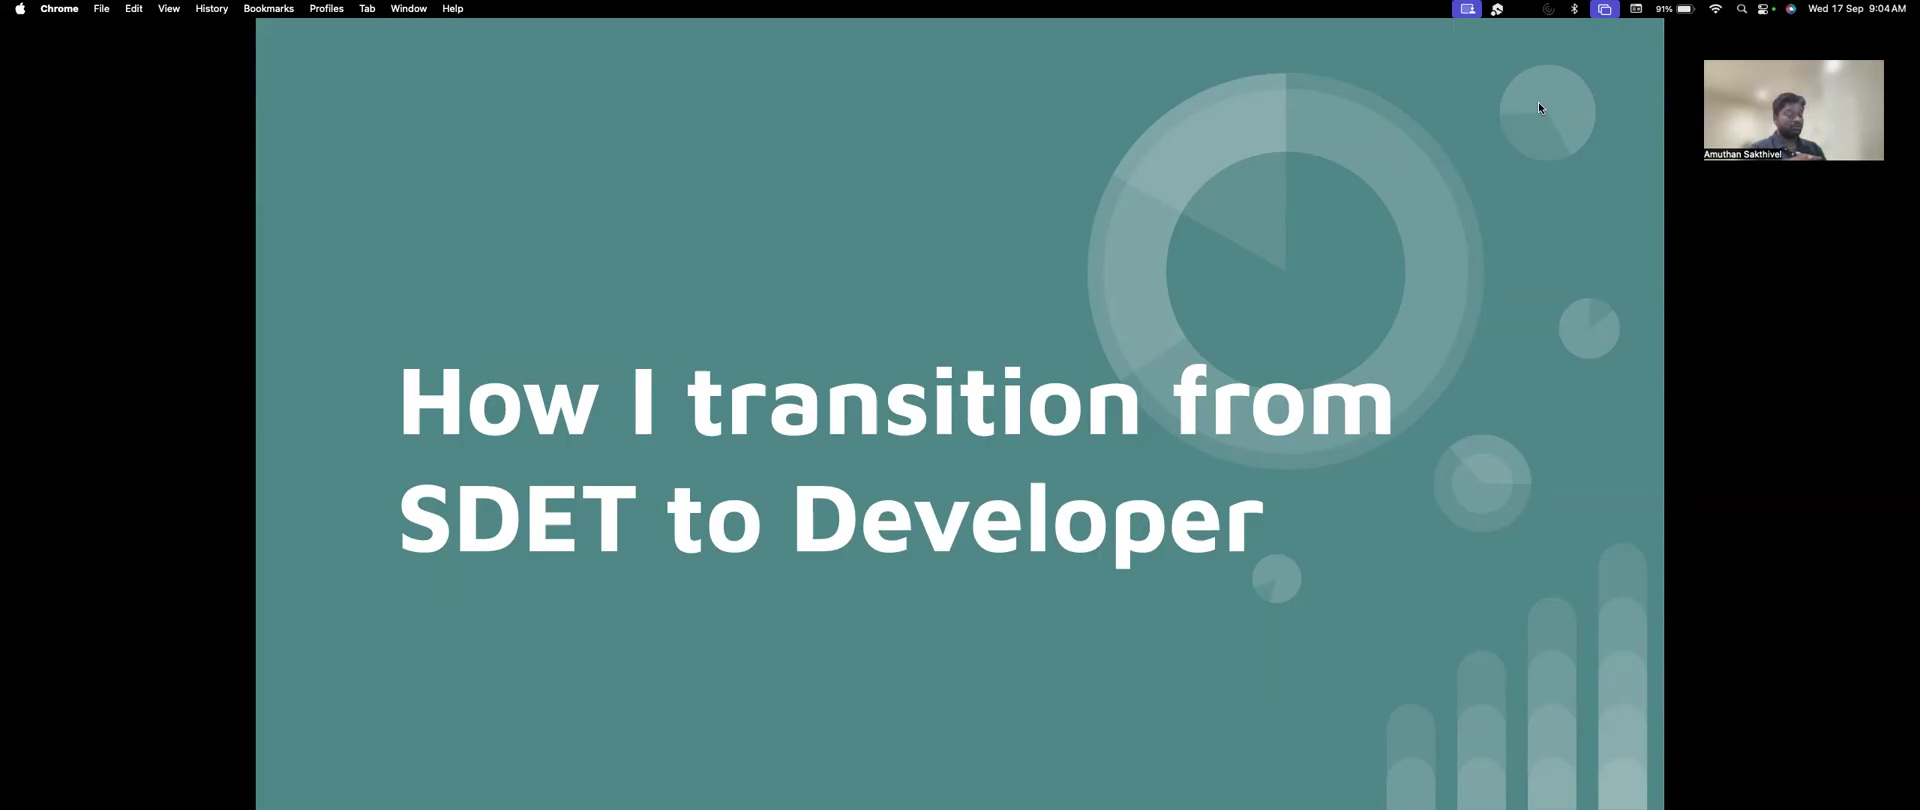 Chrome File Edit View History Bookmarks Profiles Tab Window Help 91% Wed 17 Sep 9:04 AM
Amuthan Sakthivel
How I transition from
SDET to Developer